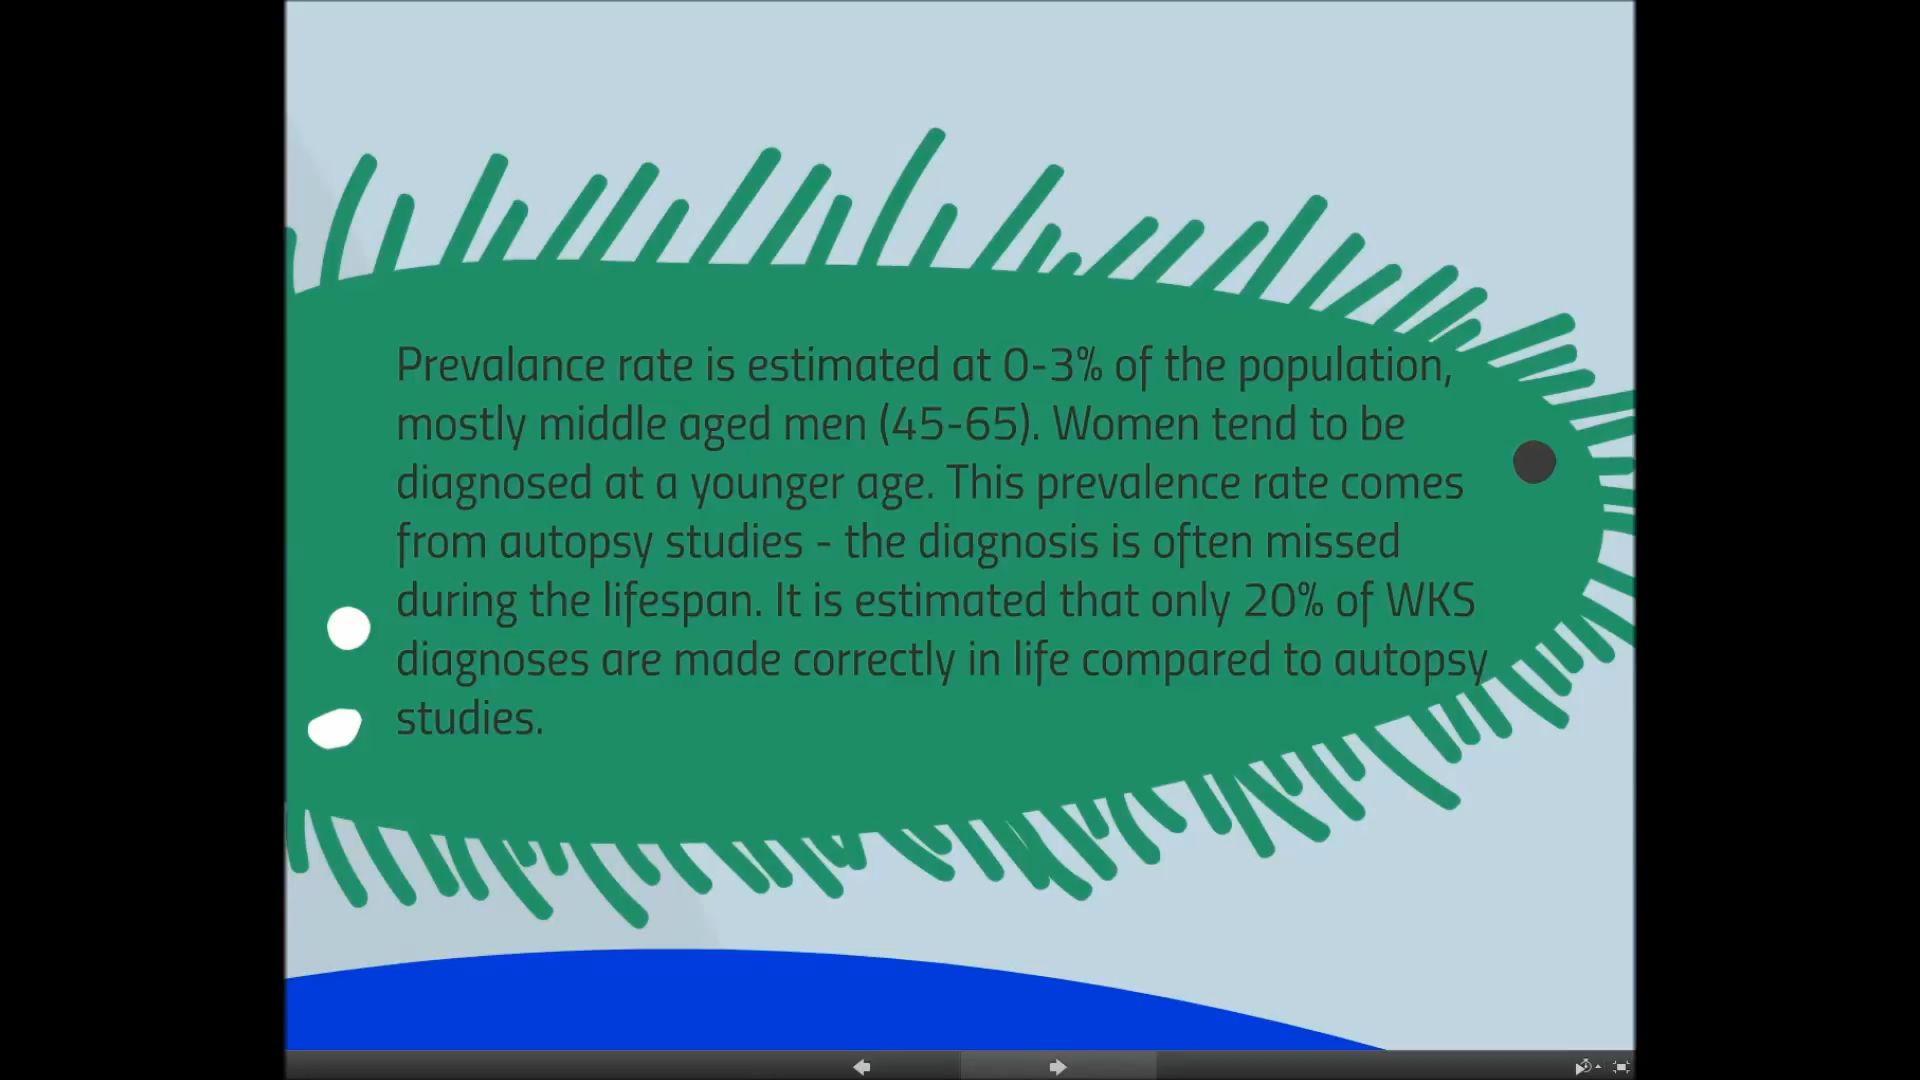 Prevalance rate is estimated at 0-3% of the population,
mostly middle aged men (45-65). Women tend to be
diagnosed at a younger age. This prevalence rate comes
from autopsy studies - the diagnosis is often missed
during the lifespan. It is estimated that only 20% of WKS
diagnoses are made correctly in life compared to autopsy
studies.